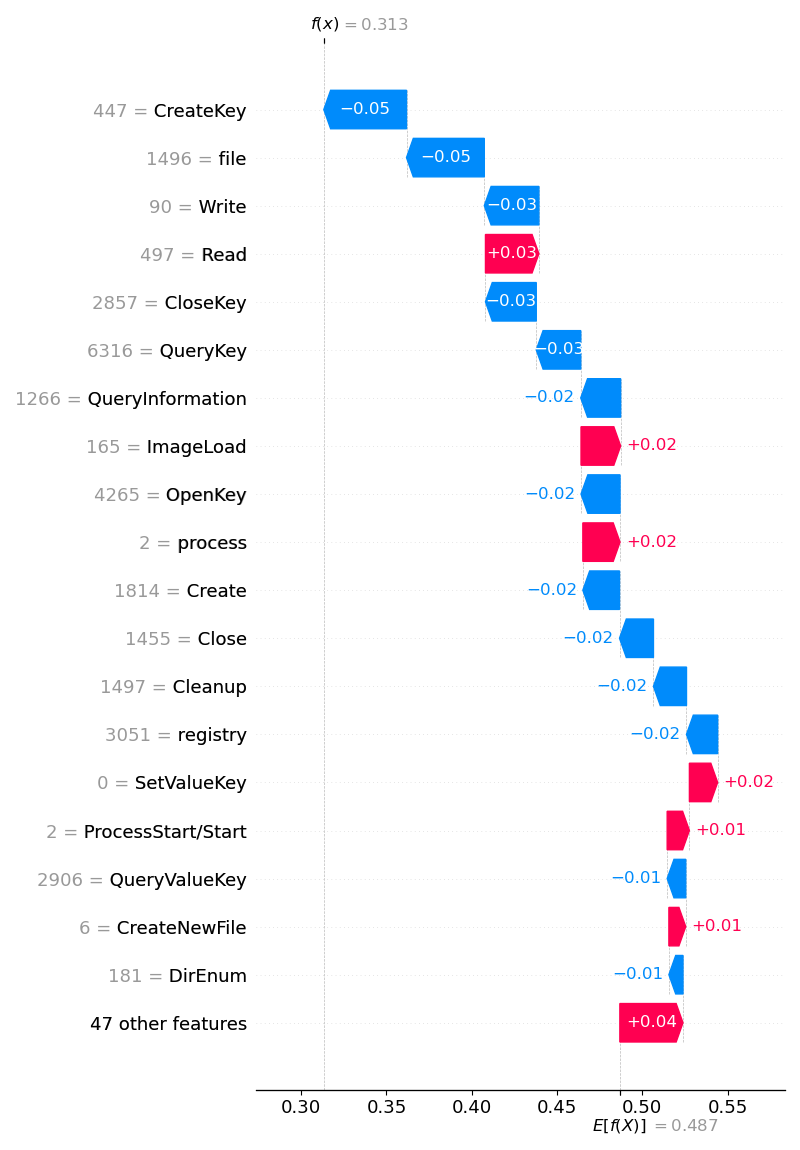 f(x) = 0.313
447 = CreateKey −0.05
1496 = file −0.05
90 = Write −0.03
497 = Read +0.03
2857 = CloseKey −0.03
6316 = QueryKey −0.03
1266 = QueryInformation −0.02
165 = ImageLoad +0.02
4265 = OpenKey −0.02
2 = process +0.02
1814 = Create −0.02
1455 = Close −0.02
1497 = Cleanup −0.02
3051 = registry −0.02
0 = SetValueKey +0.02
2 = ProcessStart/Start +0.01
2906 = QueryValueKey −0.01
6 = CreateNewFile +0.01
181 = DirEnum −0.01
47 other features +0.04
0.30 0.35 0.40 0.45 0.50 0.55
E[f(X)] = 0.487